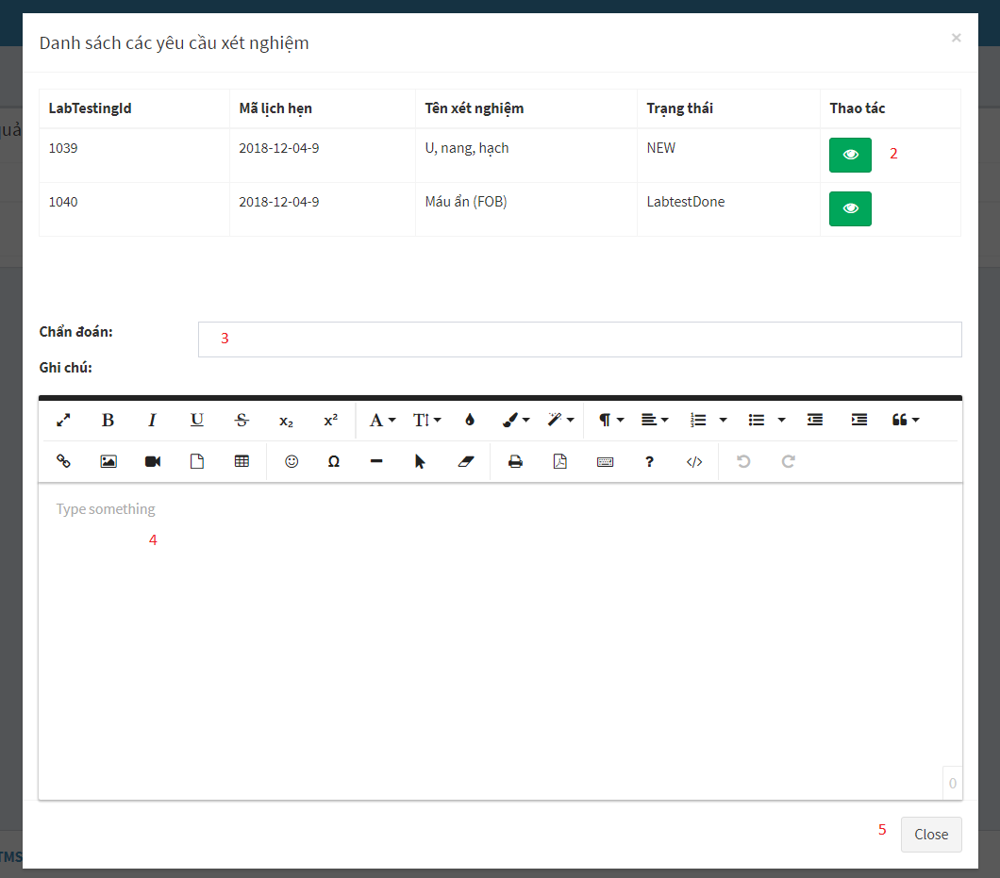 Danh sách các yêu cầu xét nghiệm ×
LabTestingId Mã lịch hẹn Tên xét nghiệm Trạng thái Thao tác
1039 2018-12-04-9 U, nang, hạch NEW 2
1040 2018-12-04-9 Máu ẩn (FOB) LabtestDone
Chẩn đoán: 3
Ghi chú:
Type something
4
0
5 Close
TMS